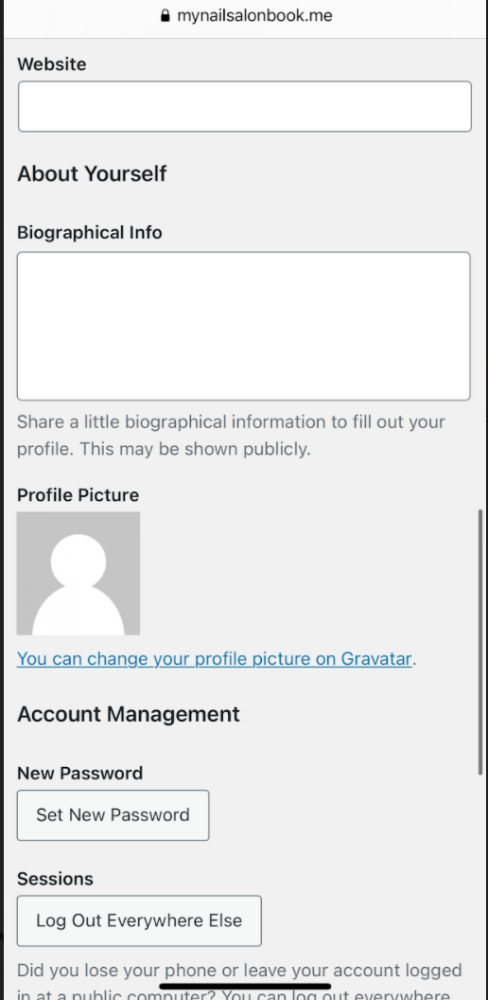 mynailsalonbook.me
Website
About Yourself
Biographical Info
Share a little biographical information to fill out your
profile. This may be shown publicly.
Profile Picture
You can change your profile picture on Gravatar.
Account Management
New Password
Set New Password
Sessions
Log Out Everywhere Else
Did you lose your phone or leave your account logged
in at a public computer? You can log out everywhere